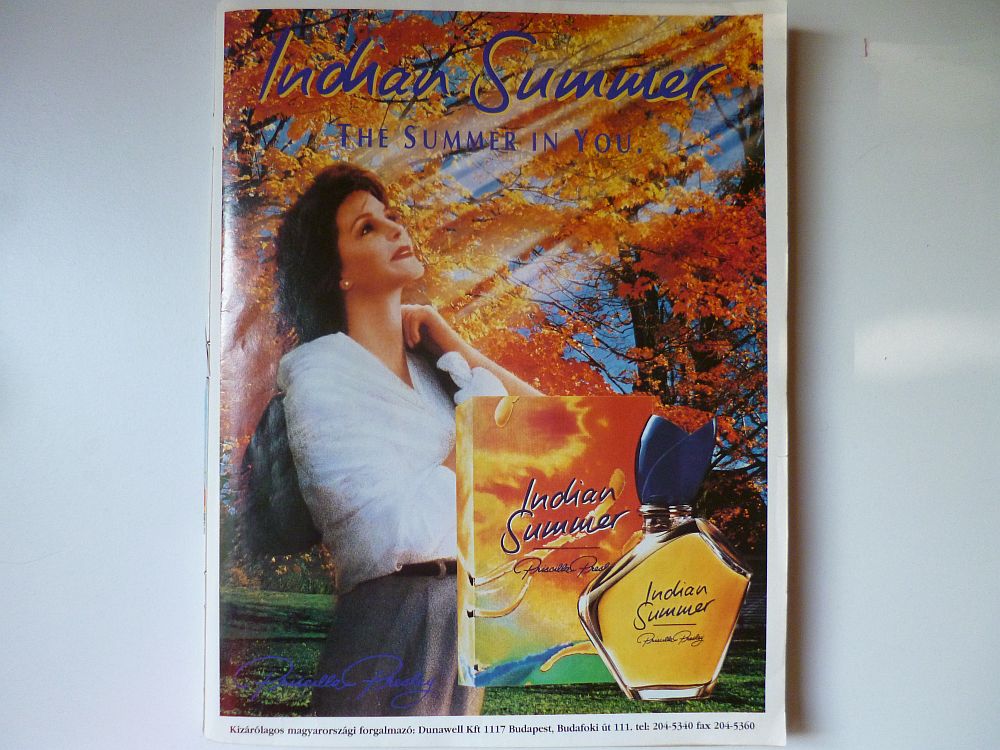 Indian Summer
THE SUMMER IN YOU.
Indian
Summer
Priscilla Presley
Indian
Summer
Priscilla Presley
Priscilla Presley
Kizárólagos magyarországi forgalmazó: Dunawell Kft 1117 Budapest, Budafoki út 111. tel: 204-5340 fax 204-5360